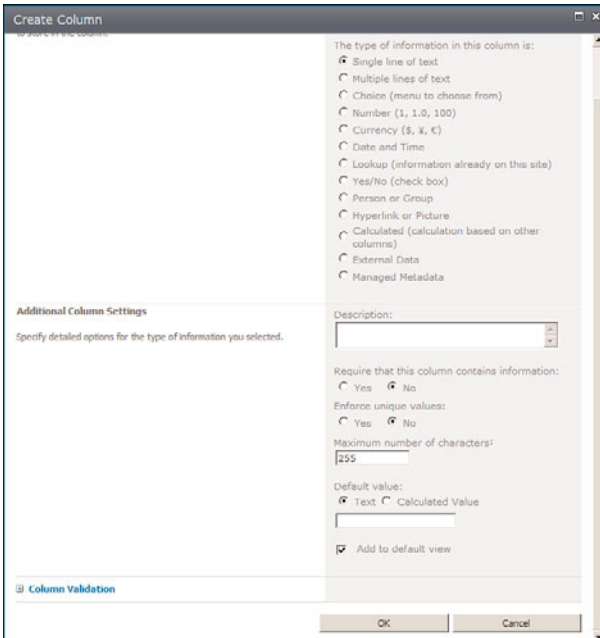 Create Column
to store in the column.
The type of information in this column is:
Single line of text
Multiple lines of text
Choice (menu to choose from)
Number (1, 1.0, 100)
Currency ($, ¥, €)
Date and Time
Lookup (information already on this site)
Yes/No (check box)
Person or Group
Hyperlink or Picture
Calculated (calculation based on other
columns)
External Data
Managed Metadata
Additional Column Settings
Specify detailed options for the type of information you selected.
Description:
Require that this column contains information:
Yes No
Enforce unique values:
Yes No
Maximum number of characters:
255
Default value:
Text Calculated Value
Add to default view
Column Validation
OK Cancel